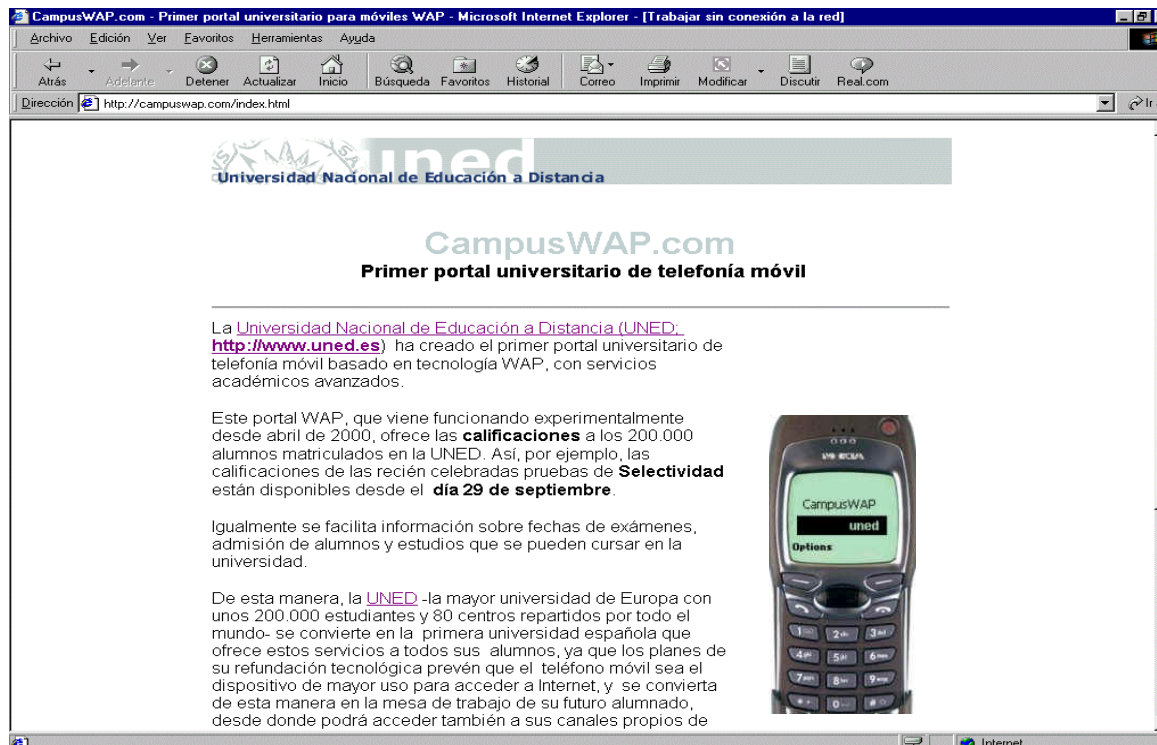 CampusWAP.com - Primer portal universitario para móviles WAP - Microsoft Internet Explorer - [Trabajar sin conexión a la red]
Archivo Edición Ver Favoritos Herramientas Ayuda
Atrás Adelante Detener Actualizar Inicio Búsqueda Favoritos Historial Correo Imprimir Modificar Discutir Real.com
Dirección http://campuswap.com/index.html Ir
uned
Universidad Nacional de Educación a Distancia
CampusWAP.com
Primer portal universitario de telefonía móvil
La Universidad Nacional de Educación a Distancia (UNED;
http://www.uned.es) ha creado el primer portal universitario de
telefonía móvil basado en tecnología WAP, con servicios
académicos avanzados.
Este portal WAP, que viene funcionando experimentalmente
desde abril de 2000, ofrece las calificaciones a los 200.000
alumnos matriculados en la UNED. Así, por ejemplo, las
calificaciones de las recién celebradas pruebas de Selectividad
están disponibles desde el día 29 de septiembre.
Igualmente se facilita información sobre fechas de exámenes,
admisión de alumnos y estudios que se pueden cursar en la
universidad.
De esta manera, la UNED -la mayor universidad de Europa con
unos 200.000 estudiantes y 80 centros repartidos por todo el
mundo- se convierte en la primera universidad española que
ofrece estos servicios a todos sus alumnos, ya que los planes de
su refundación tecnológica prevén que el teléfono móvil sea el
dispositivo de mayor uso para acceder a Internet, y se convierta
de esta manera en la mesa de trabajo de su futuro alumnado,
desde donde podrá acceder también a sus canales propios de
CampusWAP
uned
Options
1 2 3
4 5 6
7 8 9
0
Internet